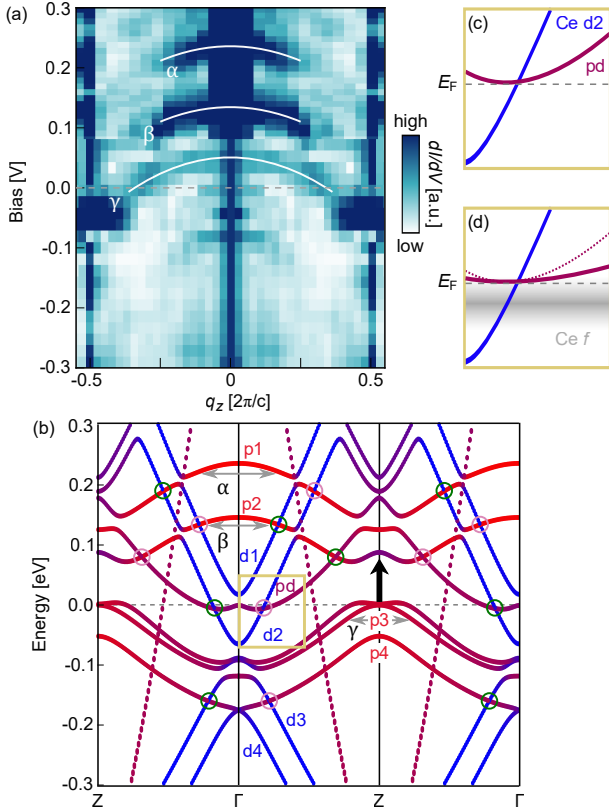 (a)
0.3
0.2
0.1
0.0
-0.1
-0.2
-0.3
Bias [V]
α
β
γ
-0.5
0
0.5
q_z [2π/c]
high
low
dI/dV [a.u.]
(c)
Ce d2
pd
E_F
(d)
E_F
Ce f
(b)
0.3
0.2
0.1
0.0
-0.1
-0.2
-0.3
Energy [eV]
p1
α
p2
β
d1
pd
d2
γ
p3
p4
d3
d4
Z
Γ
Z
Γ